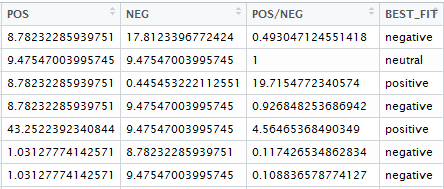 POS NEG POS/NEG BEST_FIT
8.78232285939751 17.8123396772424 0.493047124551418 negative
9.47547003995745 9.47547003995745 1 neutral
8.78232285939751 0.445453222112551 19.7154772340574 positive
8.78232285939751 9.47547003995745 0.926848253686942 negative
43.2522392340844 9.47547003995745 4.56465368490349 positive
1.03127774142571 8.78232285939751 0.117426534862834 negative
1.03127774142571 9.47547003995745 0.108836578774127 negative